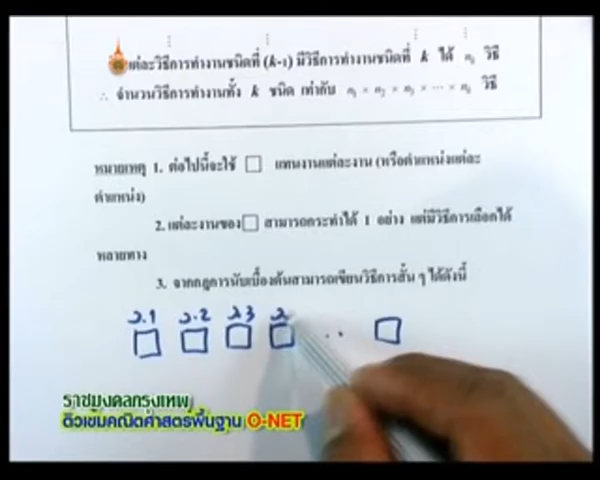 แต่ละวิธีการทำงานชนิดที่ (k-1) มีวิธีการทำงานชนิดที่ k ได้ nₖ วิธี
∴ จำนวนวิธีการทำงานทั้ง k ชนิด เท่ากับ n₁ × n₂ × n₃ × ⋯ × nₖ วิธี
หมายเหตุ 1. ต่อไปนี้จะใช้ □ แทนงานแต่ละงาน (หรือตำแหน่งแต่ละ
ตำแหน่ง)
2. แต่ละงานของ □ สามารถกระทำได้ 1 อย่าง แต่มีวิธีการเลือกได้
หลายทาง
3. จากกฎการนับเบื้องต้นสามารถเขียนวิธีการสั้น ๆ ได้ดังนี้
ง.1 ง.2 ง.3 ง.
□ □ □ □ ... □
ราชมงคลกรุงเทพ
ติวเข้มคณิตศาสตร์พื้นฐาน O-NET